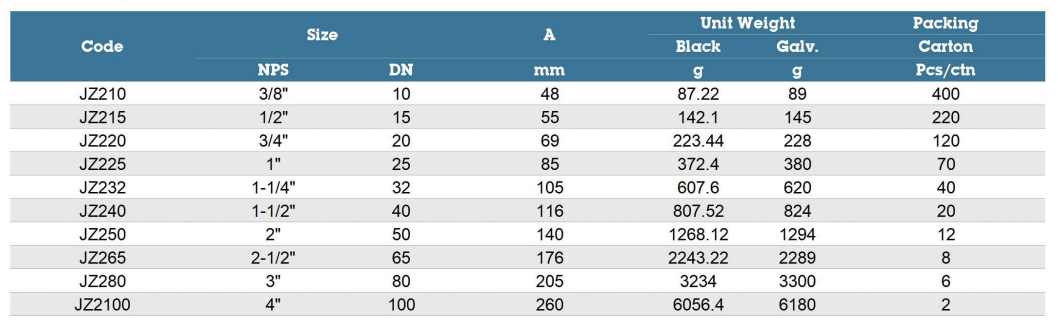 Code Size A Unit Weight Packing
Black Galv. Carton
NPS DN mm g g Pcs/ctn
JZ210 3/8" 10 48 87.22 89 400
JZ215 1/2" 15 55 142.1 145 220
JZ220 3/4" 20 69 223.44 228 120
JZ225 1" 25 85 372.4 380 70
JZ232 1-1/4" 32 105 607.6 620 40
JZ240 1-1/2" 40 116 807.52 824 20
JZ250 2" 50 140 1268.12 1294 12
JZ265 2-1/2" 65 176 2243.22 2289 8
JZ280 3" 80 205 3234 3300 6
JZ2100 4" 100 260 6056.4 6180 2